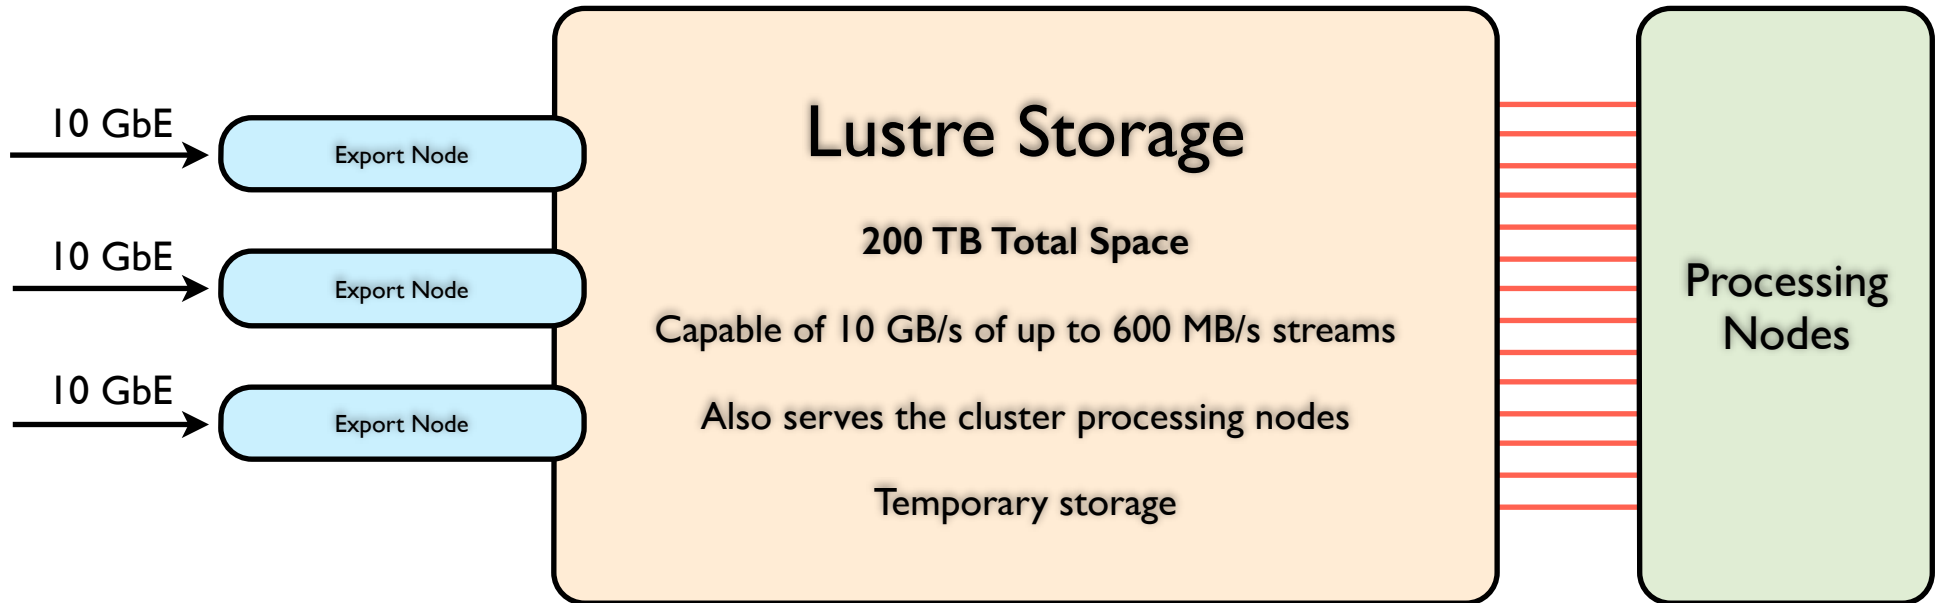 10 GbE
Export Node
10 GbE
Export Node
10 GbE
Export Node
Lustre Storage
200 TB Total Space
Capable of 10 GB/s of up to 600 MB/s streams
Also serves the cluster processing nodes
Temporary storage
Processing
Nodes